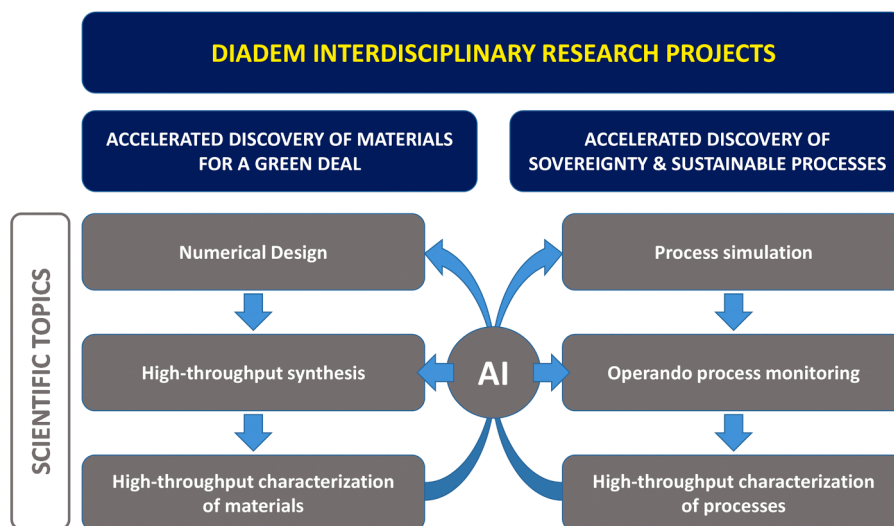 DIADEM INTERDISCIPLINARY RESEARCH PROJECTS
ACCELERATED DISCOVERY OF MATERIALS
FOR A GREEN DEAL
ACCELERATED DISCOVERY OF
SOVEREIGNTY & SUSTAINABLE PROCESSES
SCIENTIFIC TOPICS
Numerical Design
Process simulation
High-throughput synthesis
AI
Operando process monitoring
High-throughput characterization
of materials
High-throughput characterization
of processes